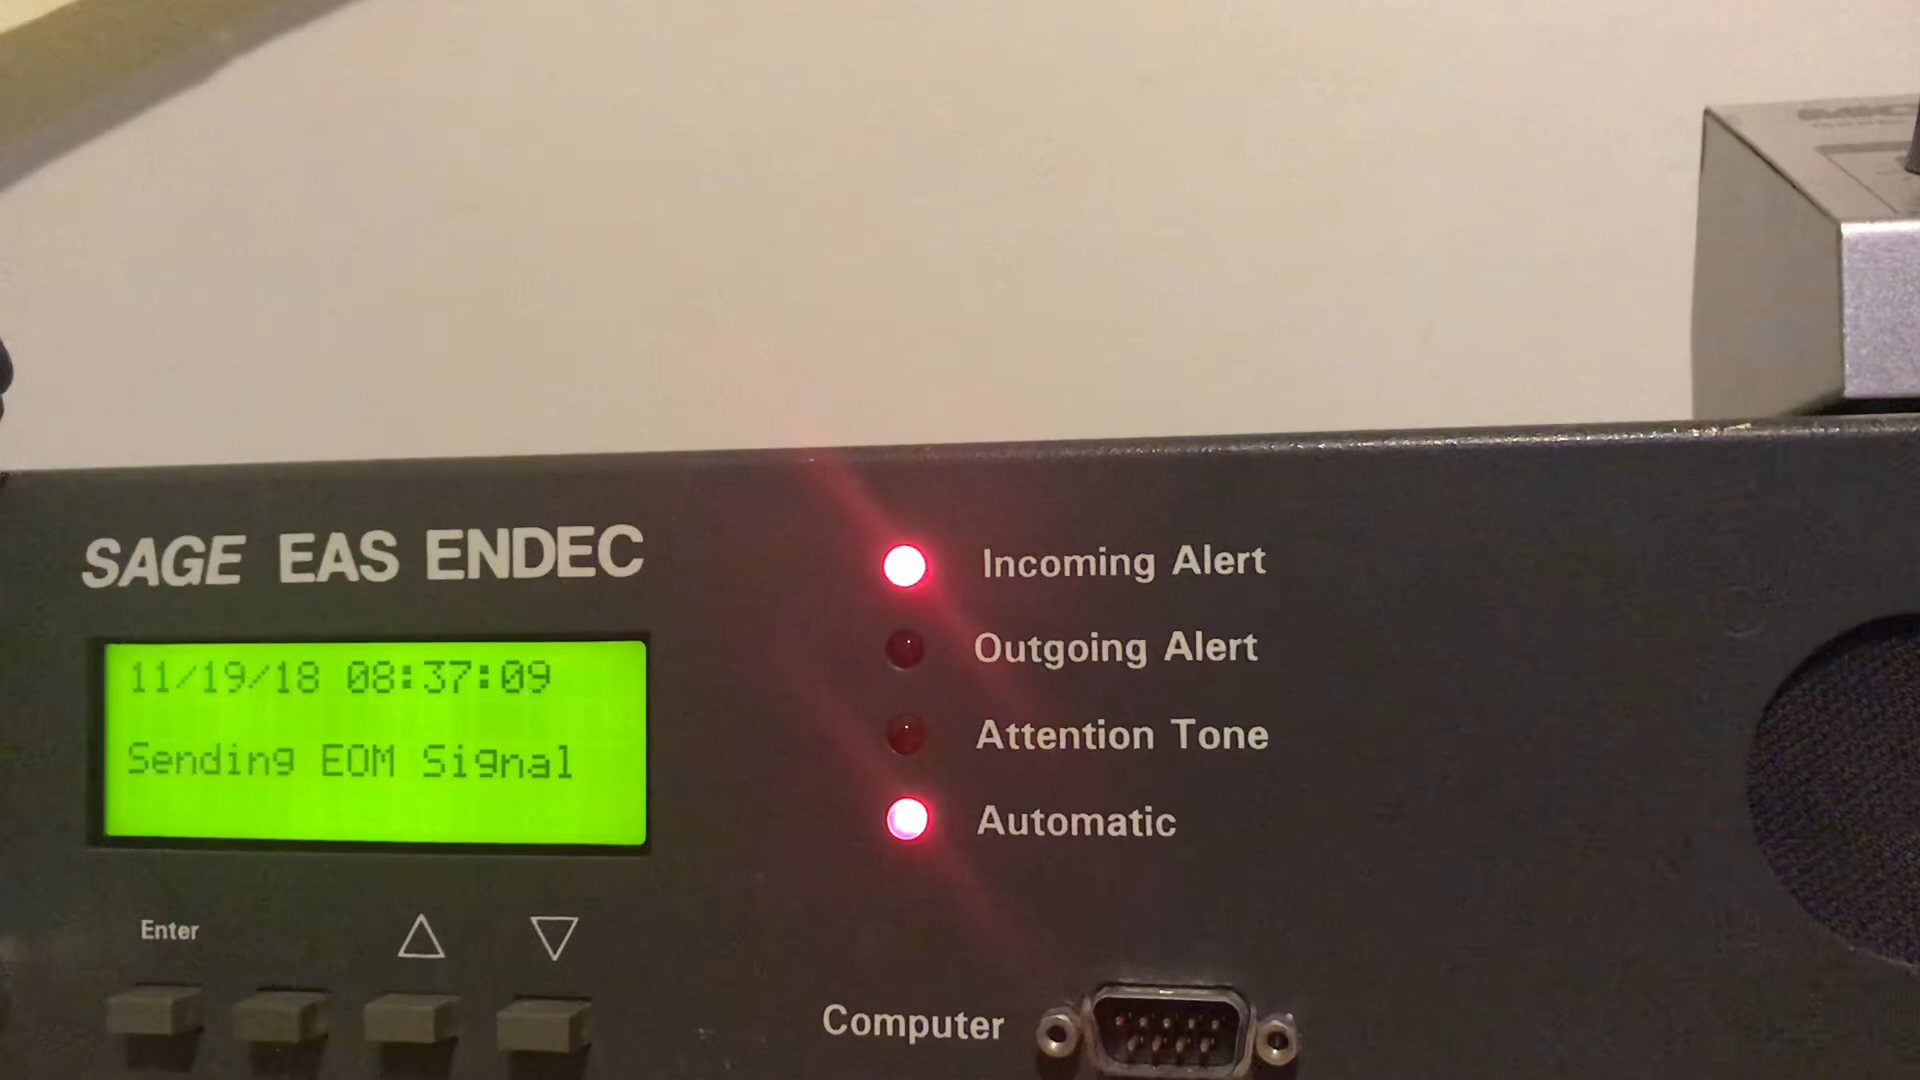 SAGE EAS ENDEC
11/19/18 08:37:09
Sending EOM Signal
Incoming Alert
Outgoing Alert
Attention Tone
Automatic
Enter
Computer